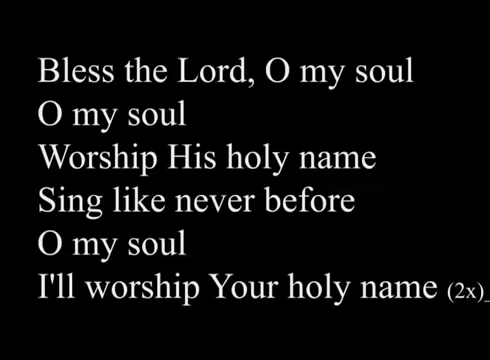 Bless the Lord, O my soul
O my soul
Worship His holy name
Sing like never before
O my soul
I'll worship Your holy name (2x)_